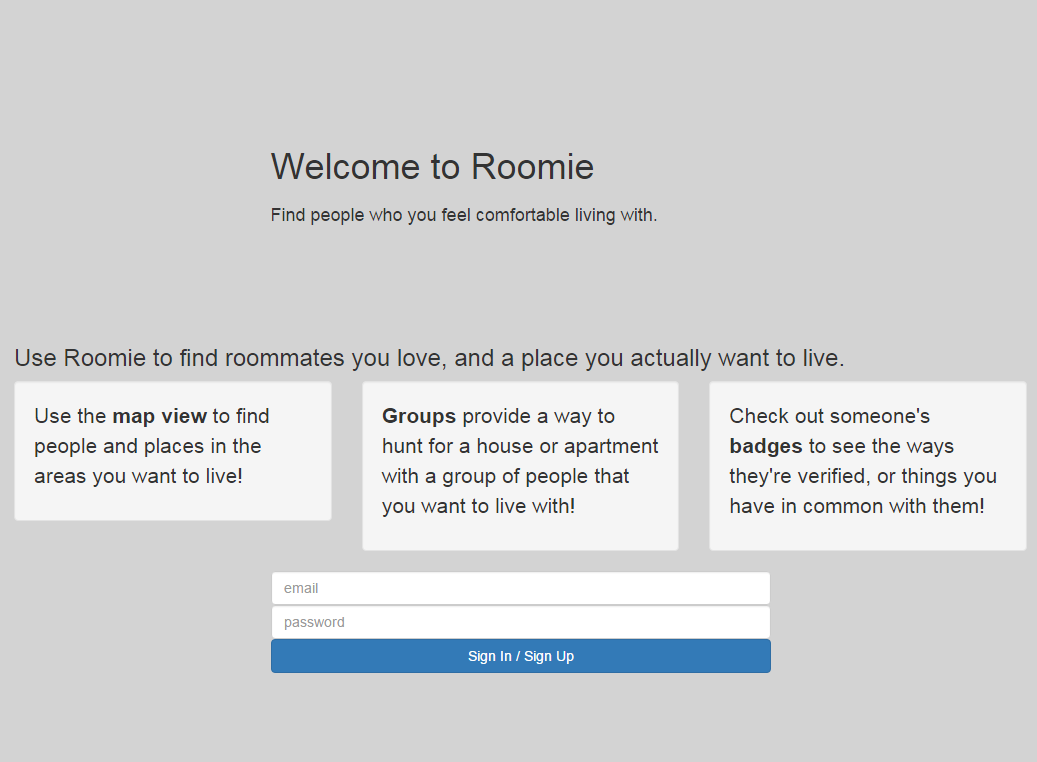 Welcome to Roomie
Find people who you feel comfortable living with.
Use Roomie to find roommates you love, and a place you actually want to live.
Use the map view to find
people and places in the
areas you want to live!
Groups provide a way to
hunt for a house or apartment
with a group of people that
you want to live with!
Check out someone's
badges to see the ways
they're verified, or things you
have in common with them!
email
password
Sign In / Sign Up